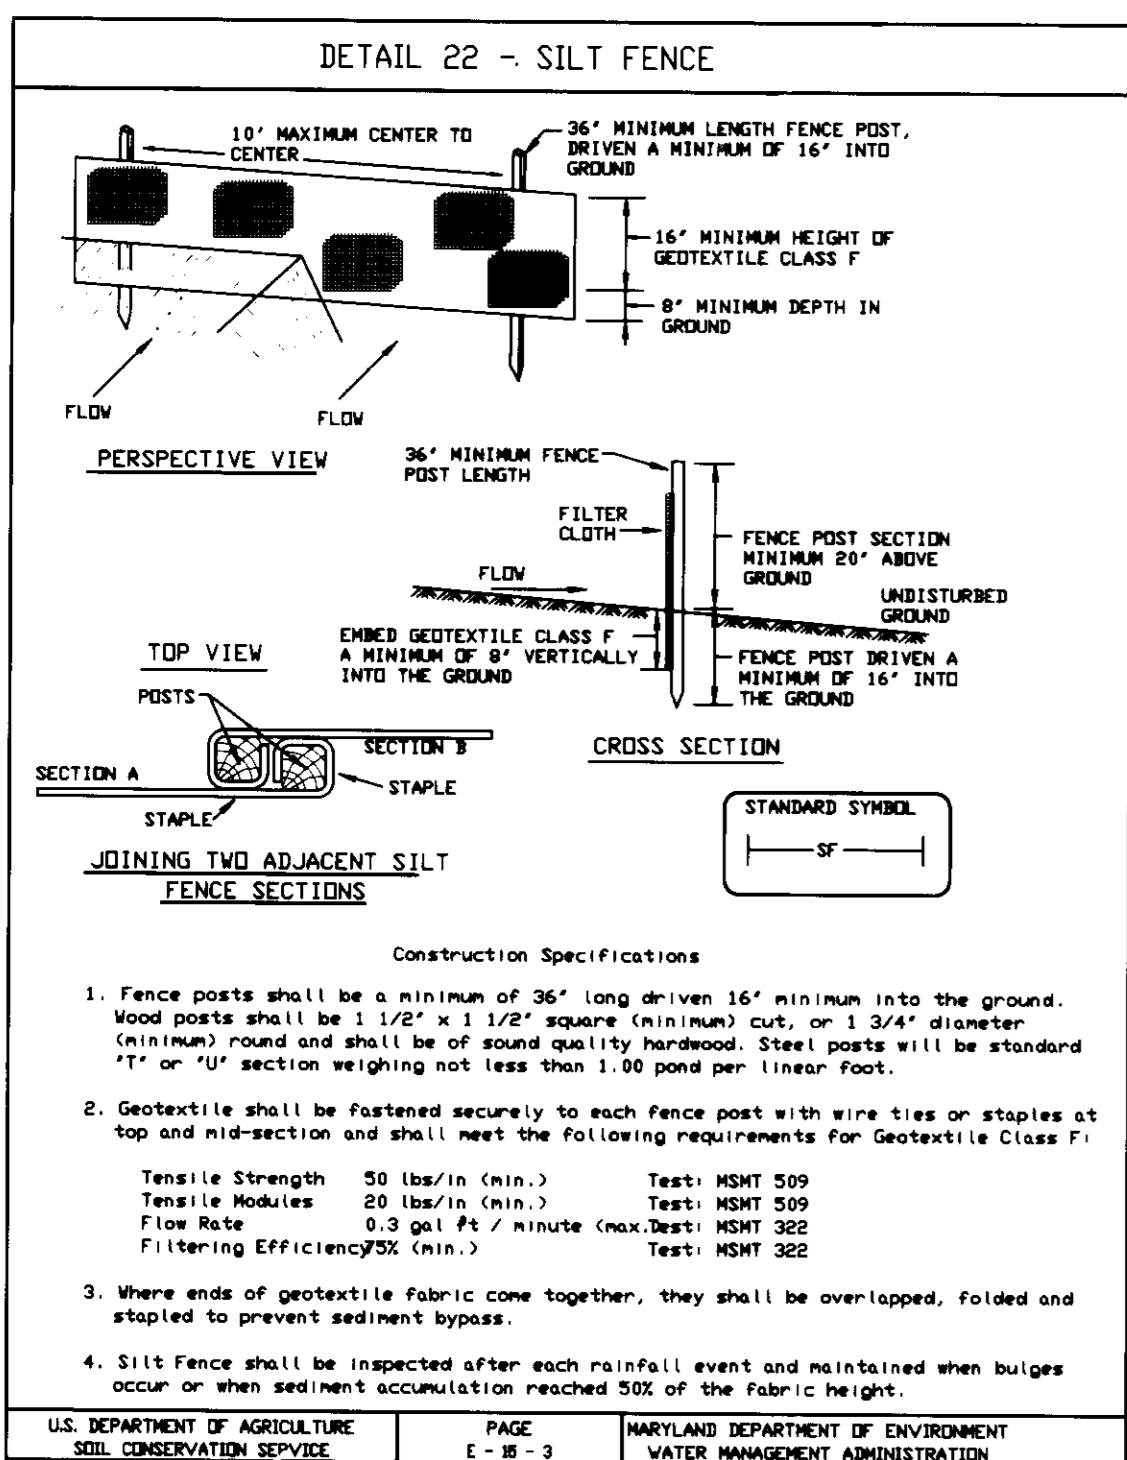 DETAIL 22 -. SILT FENCE
10' MAXIMUM CENTER TO
CENTER
36" MINIMUM LENGTH FENCE POST,
DRIVEN A MINIMUM OF 16" INTO
GROUND
16" MINIMUM HEIGHT OF
GEOTEXTILE CLASS F
8" MINIMUM DEPTH IN
GROUND
FLOW
FLOW
PERSPECTIVE VIEW
36" MINIMUM FENCE
POST LENGTH
FILTER
CLOTH
FENCE POST SECTION
MINIMUM 20" ABOVE
GROUND
FLOW
UNDISTURBED
GROUND
EMBED GEOTEXTILE CLASS F
A MINIMUM OF 8" VERTICALLY
INTO THE GROUND
FENCE POST DRIVEN A
MINIMUM OF 16" INTO
THE GROUND
CROSS SECTION
TOP VIEW
POSTS
SECTION B
SECTION A
STAPLE
STAPLE
JOINING TWO ADJACENT SILT
FENCE SECTIONS
STANDARD SYMBOL
SF
Construction Specifications
1. Fence posts shall be a minimum of 36" long driven 16" minimum into the ground.
Wood posts shall be 1 1/2" x 1 1/2" square (minimum) cut, or 1 3/4" diameter
(minimum) round and shall be of sound quality hardwood. Steel posts will be standard
"T" or "U" section weighing not less than 1.00 pond per linear foot.
2. Geotextile shall be fastened securely to each fence post with wire ties or staples at
top and mid-section and shall meet the following requirements for Geotextile Class F:
Tensile Strength 50 lbs/in (min.) Test: MSMT 509
Tensile Modules 20 lbs/in (min.) Test: MSMT 509
Flow Rate 0.3 gal ft / minute (max.) Test: MSMT 322
Filtering Efficiency 75% (min.) Test: MSMT 322
3. Where ends of geotextile fabric come together, they shall be overlapped, folded and
stapled to prevent sediment bypass.
4. Silt Fence shall be inspected after each rainfall event and maintained when bulges
occur or when sediment accumulation reached 50% of the fabric height.
U.S. DEPARTMENT OF AGRICULTURE
SOIL CONSERVATION SERVICE
PAGE
E - 15 - 3
MARYLAND DEPARTMENT OF ENVIRONMENT
WATER MANAGEMENT ADMINISTRATION